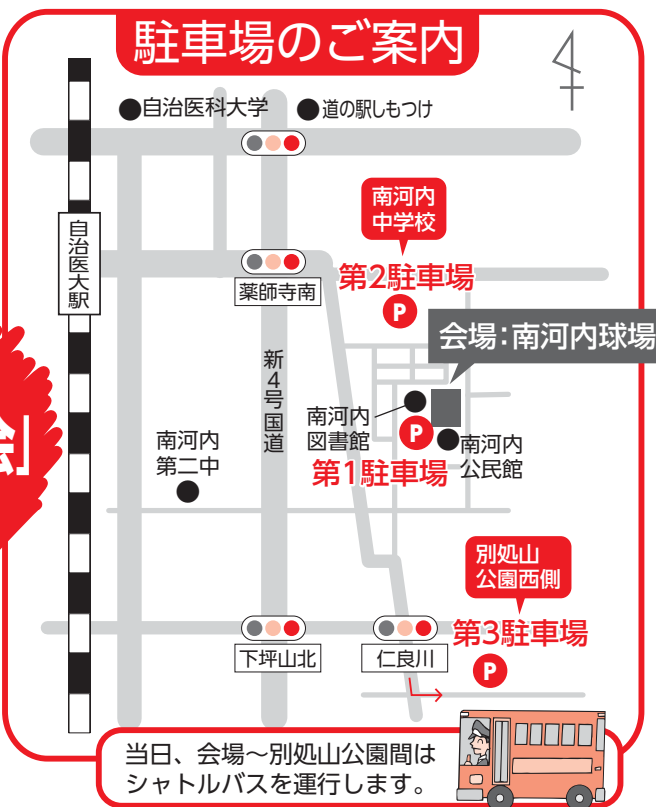 駐車場のご案内
自治医科大学
道の駅しもつけ
自治医大駅
南河内
中学校
薬師寺南
第2駐車場
P
会場:南河内球場
新4号国道
南河内
図書館
P
南河内
公民館
第1駐車場
会」
南河内
第二中
別処山
公園西側
下坪山北
仁良川
第3駐車場
P
当日、会場〜別処山公園間は
シャトルバスを運行します。